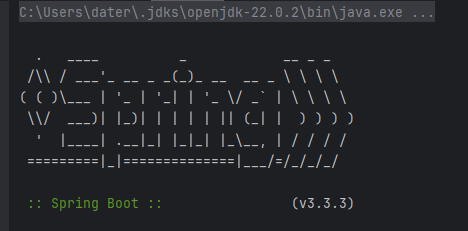 C:\Users\dater\.jdks\openjdk-22.0.2\bin\java.exe ...

  .   ____          _            __ _ _
 /\\ / ___'_ __ _ _(_)_ __  __ _ \ \ \ \
( ( )\___ | '_ | '_| | '_ \/ _` | \ \ \ \
 \\/  ___)| |_)| | | | | || (_| |  ) ) ) )
  '  |____| .__|_| |_|_| |_\__, | / / / /
 =========|_|==============|___/=/_/_/_/

 :: Spring Boot ::                (v3.3.3)